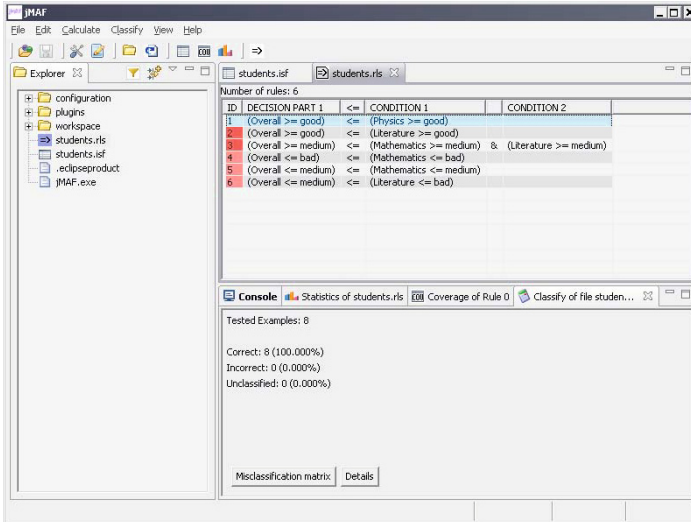 jMAF
File Edit Calculate Classify View Help
Explorer
configuration
plugins
workspace
students.rls
students.isf
.eclipseproduct
jMAF.exe
students.isf students.rls
Number of rules: 6
ID DECISION PART 1 <= CONDITION 1 CONDITION 2
1 (Overall >= good) <= (Physics >= good)
2 (Overall >= good) <= (Literature >= good)
3 (Overall >= medium) <= (Mathematics >= medium) & (Literature >= medium)
4 (Overall <= bad) <= (Mathematics <= bad)
5 (Overall <= medium) <= (Mathematics <= medium)
6 (Overall <= medium) <= (Literature <= bad)
Console Statistics of students.rls Coverage of Rule 0 Classify of file studen...
Tested Examples: 8
Correct: 8 (100.000%)
Incorrect: 0 (0.000%)
Unclassified: 0 (0.000%)
Misclassification matrix Details